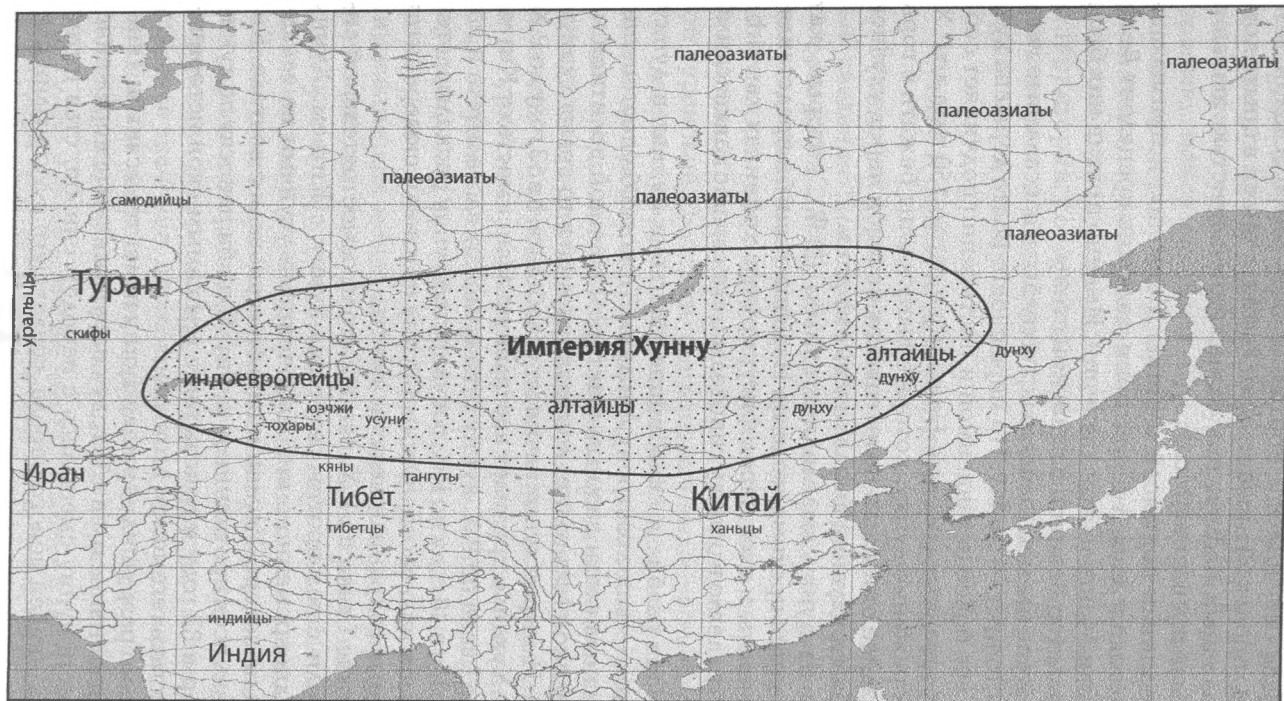 палеоазиаты
палеоазиаты
палеоазиаты
палеоазиаты
палеоазиаты
самодийцы
палеоазиаты
уральцы
Туран
скифы
Империя Хунну
алтайцы
дунху
дунху
индоевропейцы
юэчжи
усуни
алтайцы
дунху
тохары
кяны
тангуты
Иран
Тибет
Китай
тибетцы
ханьцы
индийцы
Индия